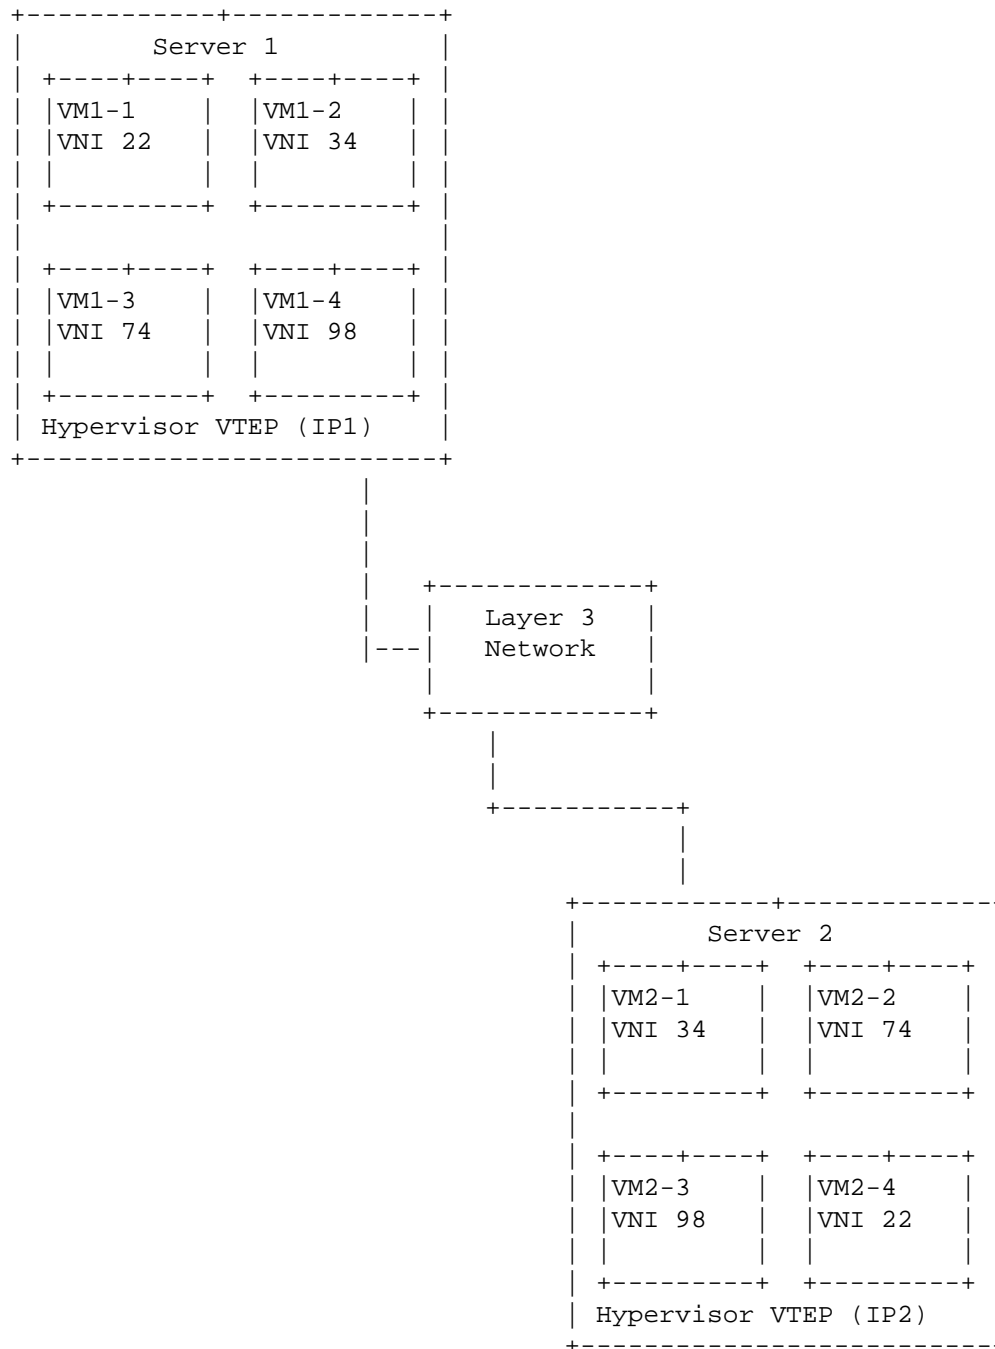 Server 1
VM1-1 VM1-2
VNI 22 VNI 34
VM1-3 VM1-4
VNI 74 VNI 98
Hypervisor VTEP (IP1)
Layer 3
Network
Server 2
VM2-1 VM2-2
VNI 34 VNI 74
VM2-3 VM2-4
VNI 98 VNI 22
Hypervisor VTEP (IP2)